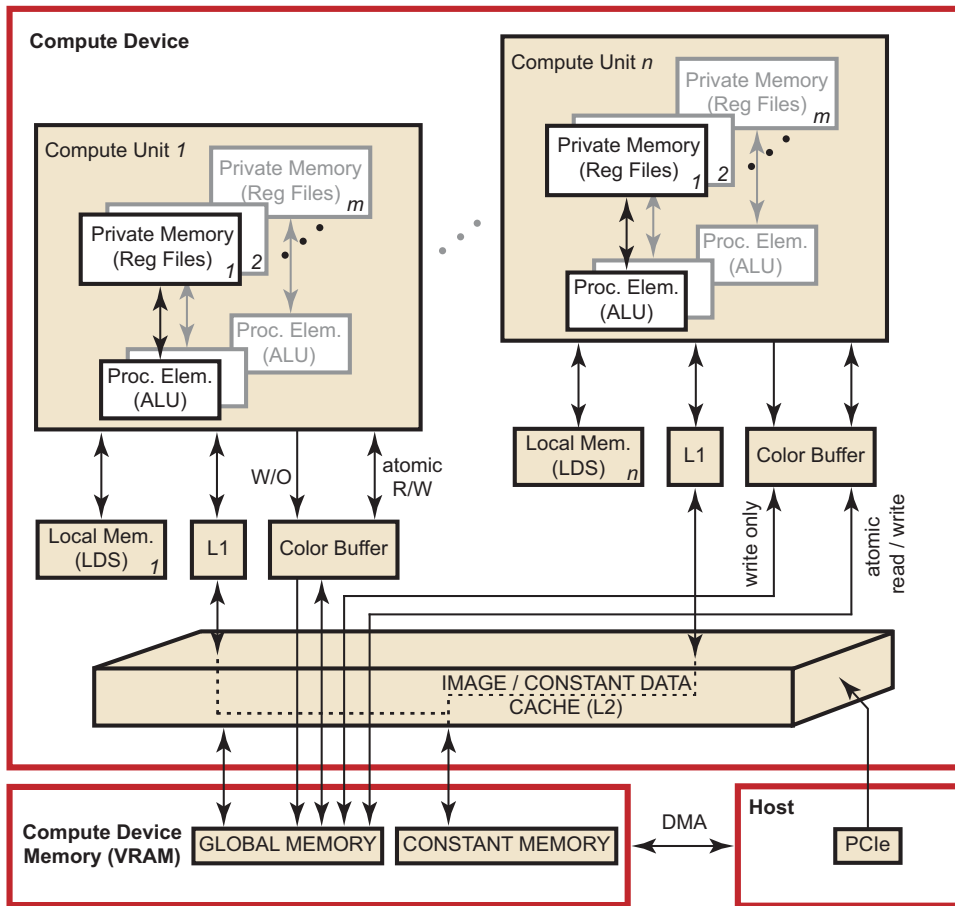 Compute Device
Compute Unit n
Private Memory
(Reg Files)
m
Private Memory
(Reg Files)
1
2
Proc. Elem.
(ALU)
Proc. Elem.
(ALU)
Compute Unit 1
Private Memory
(Reg Files)
m
Private Memory
(Reg Files)
1
2
Proc. Elem.
(ALU)
Proc. Elem.
(ALU)
Local Mem.
(LDS)
n
L1
Color Buffer
W/O
atomic
R/W
Local Mem.
(LDS)
1
L1
Color Buffer
write only
atomic
read / write
IMAGE / CONSTANT DATA
CACHE (L2)
Compute Device
Memory (VRAM)
GLOBAL MEMORY
CONSTANT MEMORY
DMA
Host
PCIe